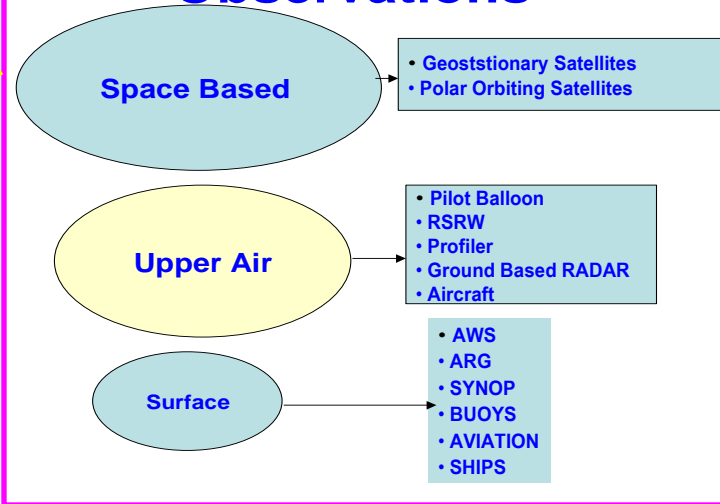 Observations
Space Based
• Geoststionary Satellites
• Polar Orbiting Satellites
Upper Air
• Pilot Balloon
• RSRW
• Profiler
• Ground Based RADAR
• Aircraft
Surface
• AWS
• ARG
• SYNOP
• BUOYS
• AVIATION
• SHIPS